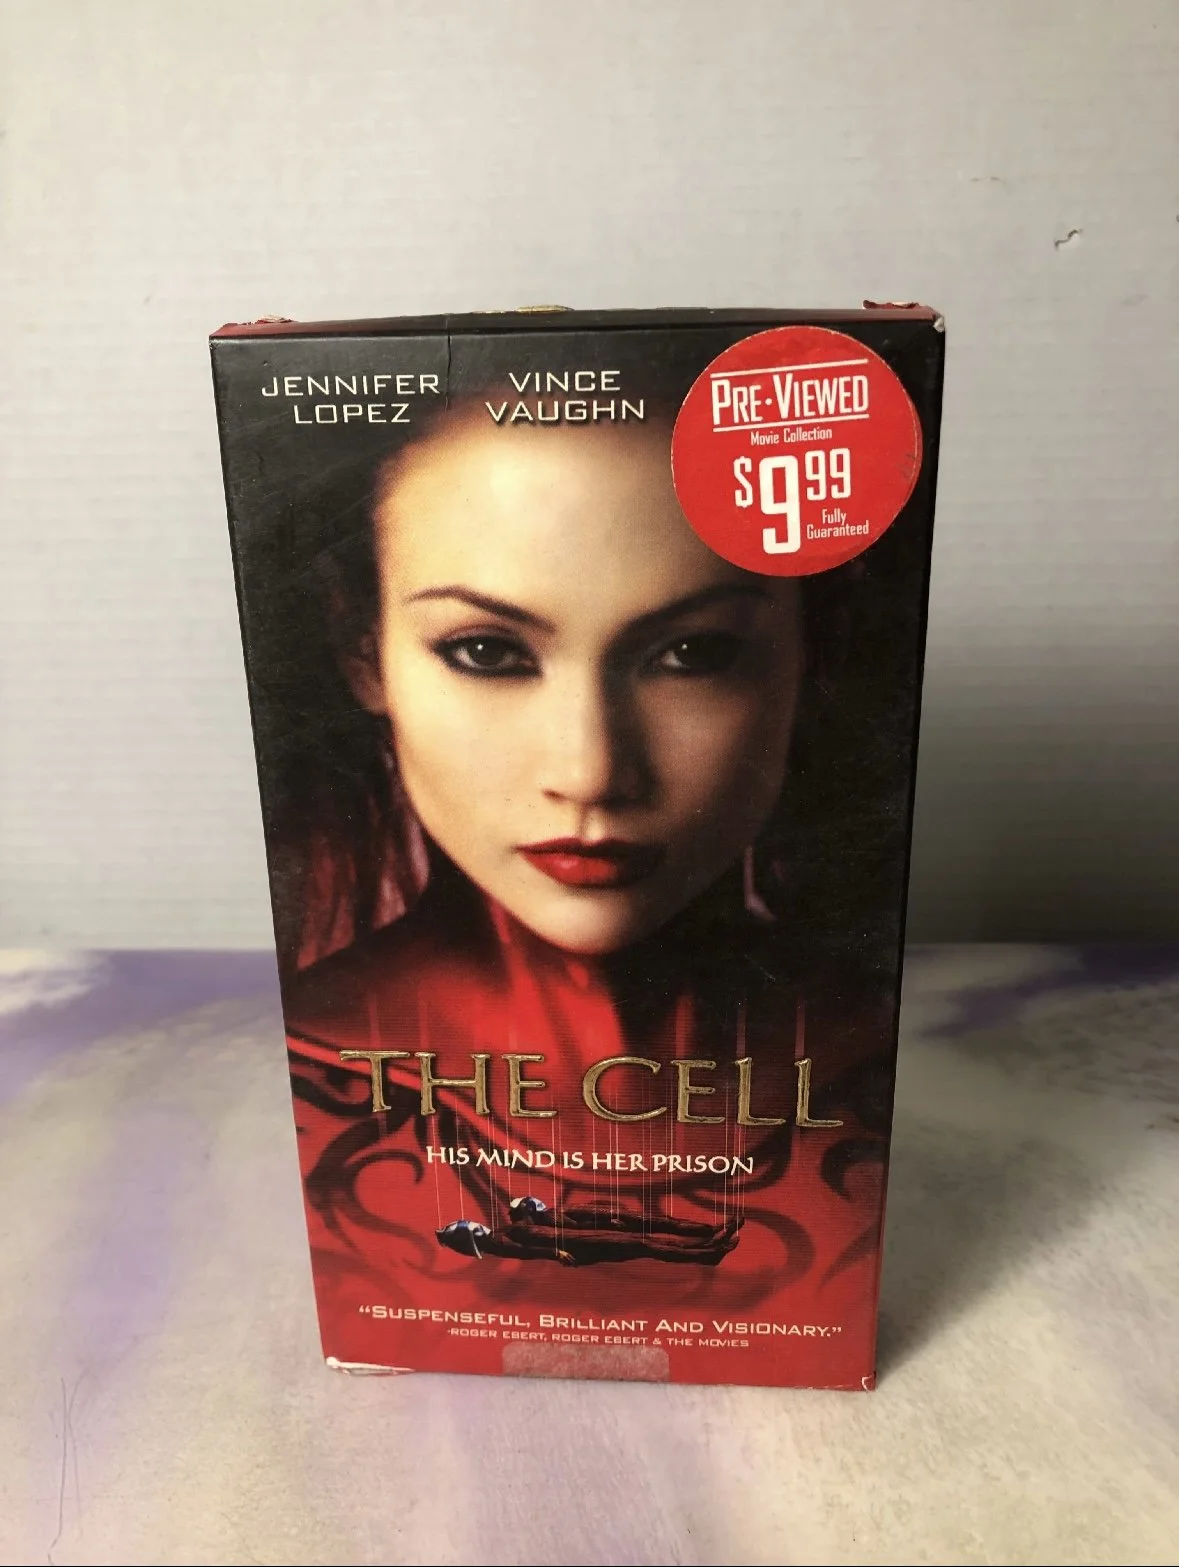 JENNIFER
LOPEZ
VINCE
VAUGHN
PRE•VIEWED
Movie Collection
$9.99
Fully
Guaranteed
THE CELL
HIS MIND IS HER PRISON
“SUSPENSEFUL, BRILLIANT AND VISIONARY.”
-ROGER EBERT, ROGER EBERT & THE MOVIES